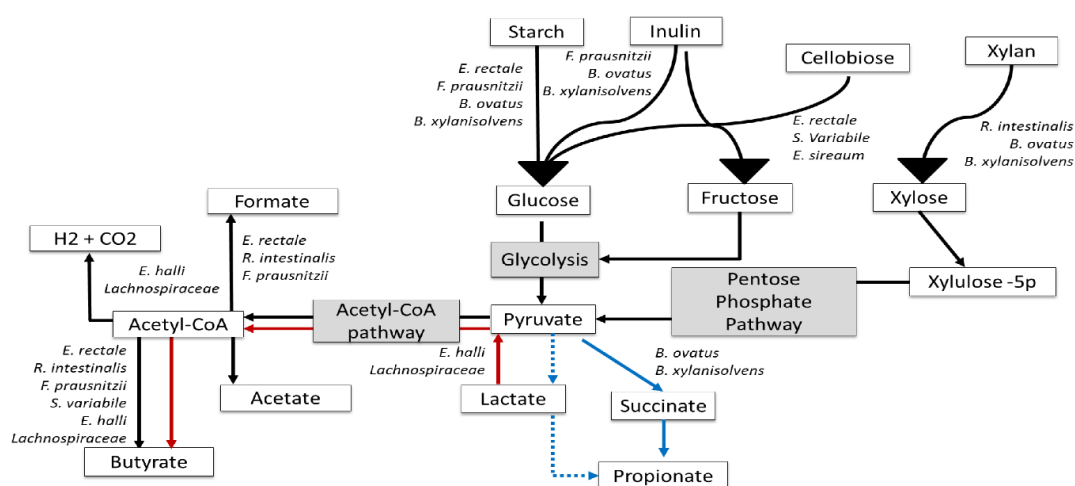 Starch
Inulin
Cellobiose
Xylan
E. rectale
F. prausnitzii
B. ovatus
B. xylanisolvens
F. prausnitzii
B. ovatus
B. xylanisolvens
E. rectale
S. Variabile
E. sireaum
R. intestinalis
B. ovatus
B. xylanisolvens
Glucose
Fructose
Xylose
Formate
H2 + CO2
E. rectale
R. intestinalis
F. prausnitzii
E. halli
Lachnospiraceae
Glycolysis
Pentose
Phosphate
Pathway
Xylulose -5p
Acetyl-CoA
Acetyl-CoA
pathway
Pyruvate
E. rectale
R. intestinalis
F. prausnitzii
S. variabile
E. halli
Lachnospiraceae
E. halli
Lachnospiraceae
B. ovatus
B. xylanisolvens
Acetate
Lactate
Succinate
Butyrate
Propionate